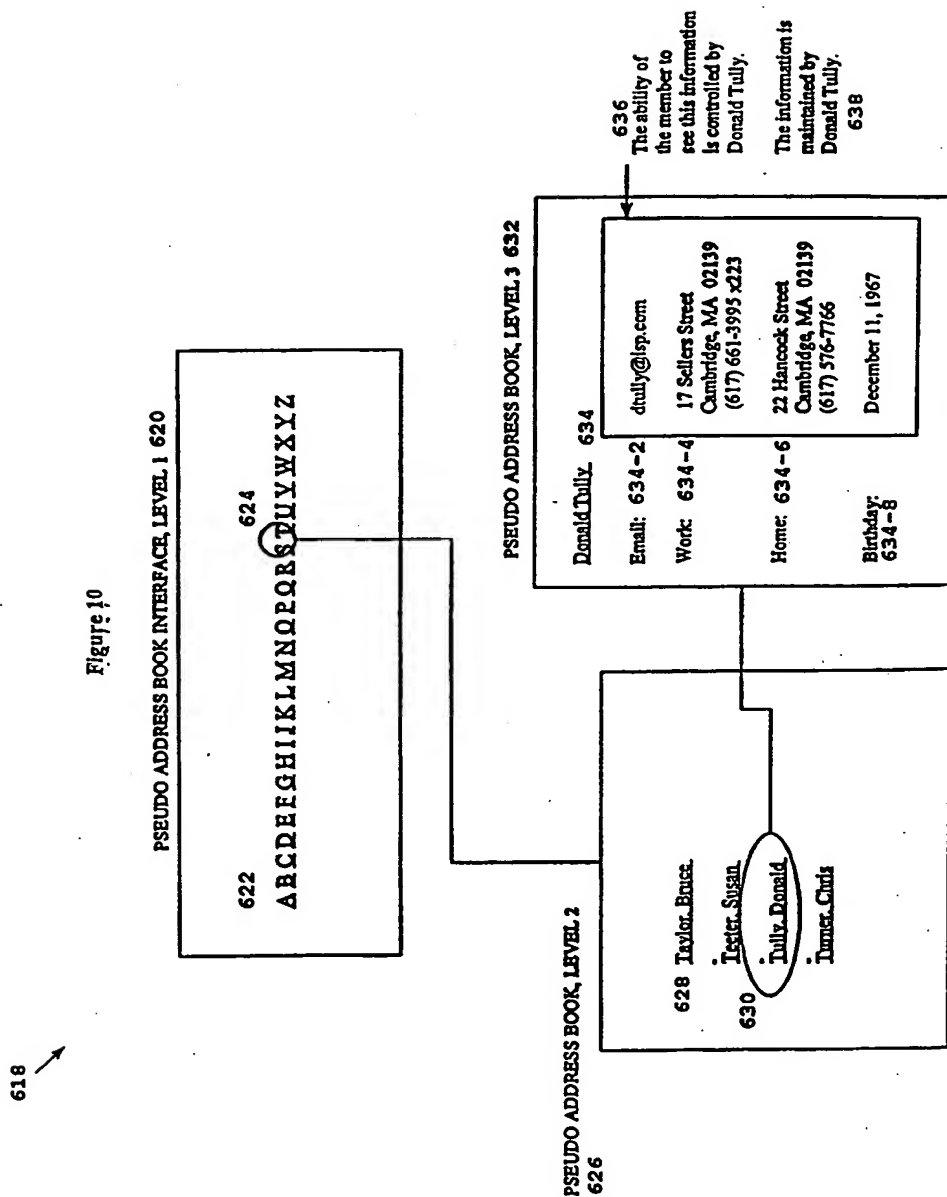 618
Figure 10
PSEUDO ADDRESS BOOK INTERFACE, LEVEL 1 620
622
624
A B C D E F G H I J K L M N O P Q R S T U V W X Y Z
PSEUDO ADDRESS BOOK, LEVEL 2
626
628 Taylor, Bruce
Teeter, Susan
630
Tully, Donald
Turner, Chris
PSEUDO ADDRESS BOOK, LEVEL 3 632
Donald Tully 634
Email: 634-2 dtully@lsp.com
Work: 634-4 17 Sellers Street
Cambridge, MA 02139
(617) 661-3995 x223
Home: 634-6 22 Hancock Street
Cambridge, MA 02139
(617) 576-7766
Birthday: December 11, 1967
634-8
636
The ability of
the member to
see this information
is controlled by
Donald Tully.
The information is
maintained by
Donald Tully.
638